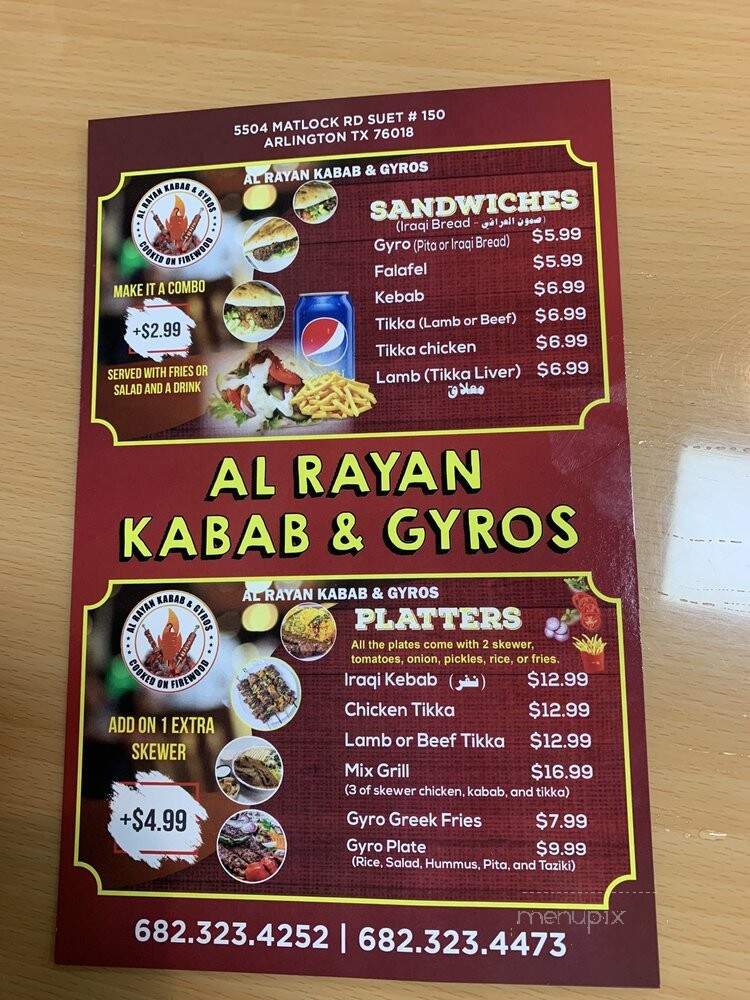 5504 MATLOCK RD SUET # 150
ARLINGTON TX 76018
AL RAYAN KABAB & GYROS
AL RAYAN KABAB & GYROS
COOKED ON FIREWOOD
MAKE IT A COMBO
+$2.99
SERVED WITH FRIES OR
SALAD AND A DRINK
SANDWICHES
(Iraqi Bread - صمون العراقي)
Gyro (Pita or Iraqi Bread) $5.99
Falafel $5.99
Kebab $6.99
Tikka (Lamb or Beef) $6.99
Tikka chicken $6.99
Lamb (Tikka Liver) $6.99
معلاق
AL RAYAN
KABAB & GYROS
AL RAYAN KABAB & GYROS
AL RAYAN KABAB & GYROS
COOKED ON FIREWOOD
ADD ON 1 EXTRA
SKEWER
+$4.99
PLATTERS
All the plates come with 2 skewer,
tomatoes, onion, pickles, rice, or fries.
Iraqi Kebab (نفر) $12.99
Chicken Tikka $12.99
Lamb or Beef Tikka $12.99
Mix Grill $16.99
(3 of skewer chicken, kabab, and tikka)
Gyro Greek Fries $7.99
Gyro Plate $9.99
(Rice, Salad, Hummus, Pita, and Taziki)
682.323.4252 | 682.323.4473
menupix